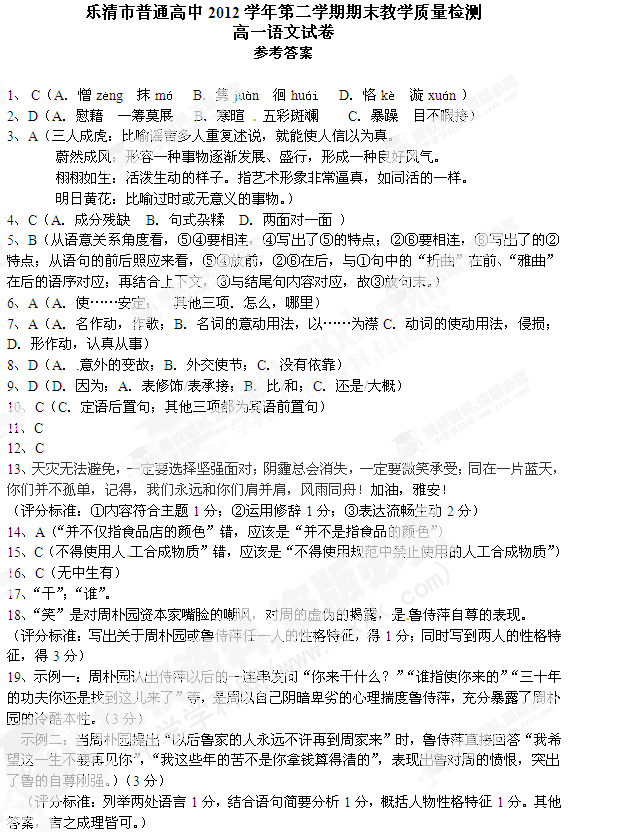 乐清市普通高中 2012 学年第二学期期末教学质量检测
高一语文试卷
参考答案
1、 C（A．憎 zèng 抹 mǒ B．隽 juàn 徊 huái D．恪 kè 漩 xuán ）
2、 D（A．慰藉 一筹莫展 B．寒暄 五彩斑斓 C．暴躁 目不暇接）
3、 A（三人成虎：比喻谣言多人重复述说，就能使人信以为真。
蔚然成风：形容一种事物逐渐发展、盛行，形成一种良好风气。
栩栩如生：活泼生动的样子。指艺术形象非常逼真，如同活的一样。
明日黄花：比喻过时或无意义的事物。）
4、 C（A．成分残缺 B．句式杂糅 D．两面对一面 ）
5、 B（从语意关系角度看，⑤④要相连，④写出了⑤的特点；②⑥要相连，⑥写出了的②
特点；从语句的前后照应来看，⑤④放前，②⑥在后，与①句中的“折曲”在前、“雅曲”
在后的语序对应；再结合上下文，③与结尾句内容对应，故③放句末。）
6、 A（A．使……安定； 其他三项．怎么，哪里）
7、 A（A．名作动，作歌；B．名词的意动用法，以……为襟 C．动词的使动用法，侵损；
D．形作动，认真从事）
8、 D（A．意外的变故；B．外交使节；C．没有依靠）
9、 D（D．因为；A．表修饰/表承接；B．比/和；C．还是/大概）
10、 C（C．定语后置句；其他三项都为宾语前置句）
11、 C
12、 C
13、天灾无法避免，一定要选择坚强面对；阴霾总会消失，一定要微笑承受；同在一片蓝天，
你们并不孤单，记得，我们永远和你们肩并肩，风雨同舟！加油，雅安！
（评分标准：①内容符合主题 1 分；②运用修辞 1 分；③表达流畅生动 2 分）
14、 A（“并不仅指食品店的颜色”错，应该是“并不是指食品的颜色”）
15、 C（不得使用人工合成物质”错，应该是“不得使用规范中禁止使用的人工合成物质”）
16、 C（无中生有）
17、“干”；“谁”。
18、“笑”是对周朴园资本家嘴脸的嘲讽，对周的虚伪的揭露，是鲁侍萍自尊的表现。
（评分标准：写出关于周朴园或鲁侍萍任一人的性格特征，得 1 分；同时写到两人的性格特
征，得 3 分）
19、示例一：周朴园认出侍萍以后的一连串发问“你来干什么？”“谁指使你来的”“三十年
的功夫你还是找到这儿来了”等，是周以自己阴暗卑劣的心理揣度鲁侍萍，充分暴露了周朴
园的冷酷本性。（3 分）
示例二：当周朴园提出“以后鲁家的人永远不许再到周家来”时，鲁侍萍直接回答“我希
望这一生不要再见你”，“我这些年的苦不是你拿钱算得清的”，表现出鲁对周的愤恨，突出
了鲁的自尊刚强。）（3 分）
（评分标准：列举两处语言 1 分，结合语句简要分析 1 分，概括人物性格特征 1 分。其他
答案，言之成理皆可。）